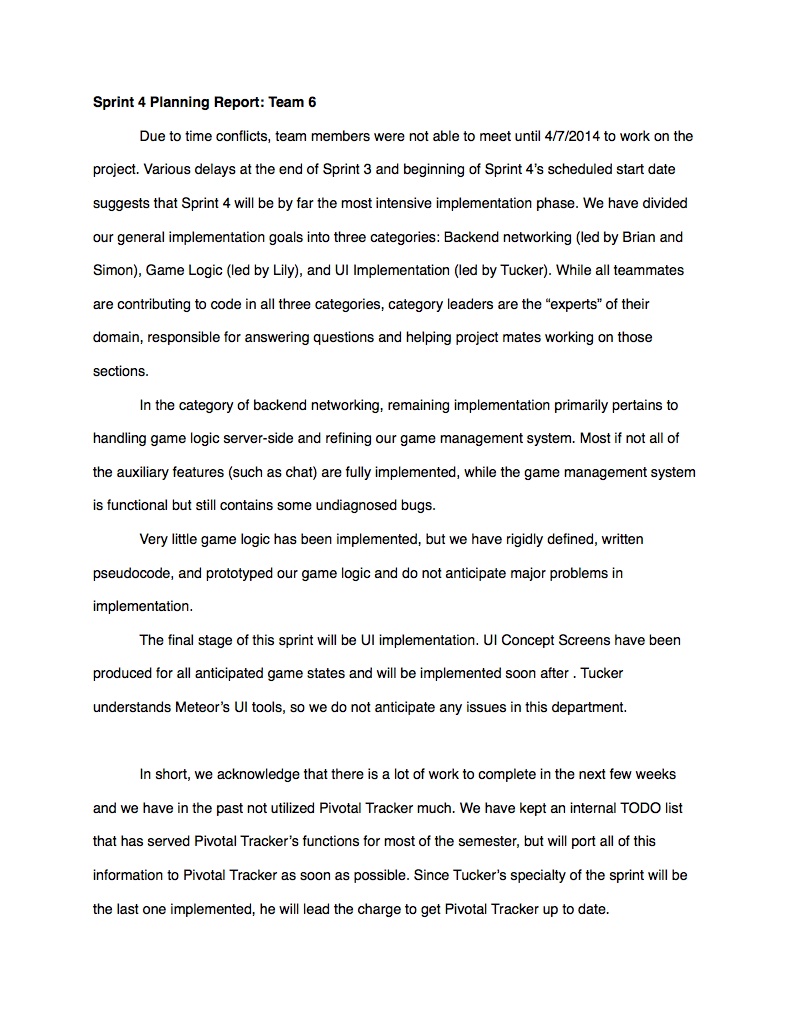 Sprint 4 Planning Report: Team 6
Due to time conflicts, team members were not able to meet until 4/7/2014 to work on the
project. Various delays at the end of Sprint 3 and beginning of Sprint 4’s scheduled start date
suggests that Sprint 4 will be by far the most intensive implementation phase. We have divided
our general implementation goals into three categories: Backend networking (led by Brian and
Simon), Game Logic (led by Lily), and UI Implementation (led by Tucker). While all teammates
are contributing to code in all three categories, category leaders are the “experts” of their
domain, responsible for answering questions and helping project mates working on those
sections.
In the category of backend networking, remaining implementation primarily pertains to
handling game logic server-side and refining our game management system. Most if not all of
the auxiliary features (such as chat) are fully implemented, while the game management system
is functional but still contains some undiagnosed bugs.
Very little game logic has been implemented, but we have rigidly defined, written
pseudocode, and prototyped our game logic and do not anticipate major problems in
implementation.
The final stage of this sprint will be UI implementation. UI Concept Screens have been
produced for all anticipated game states and will be implemented soon after . Tucker
understands Meteor’s UI tools, so we do not anticipate any issues in this department.
In short, we acknowledge that there is a lot of work to complete in the next few weeks
and we have in the past not utilized Pivotal Tracker much. We have kept an internal TODO list
that has served Pivotal Tracker’s functions for most of the semester, but will port all of this
information to Pivotal Tracker as soon as possible. Since Tucker’s specialty of the sprint will be
the last one implemented, he will lead the charge to get Pivotal Tracker up to date.